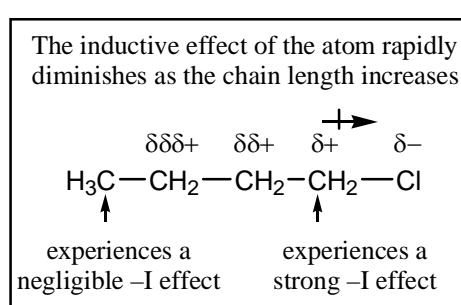 The inductive effect of the atom rapidly
diminishes as the chain length increases
δδδ+ δδ+ δ+ δ−
H₃C—CH₂—CH₂—CH₂—Cl
experiences a experiences a
negligible –I effect strong –I effect